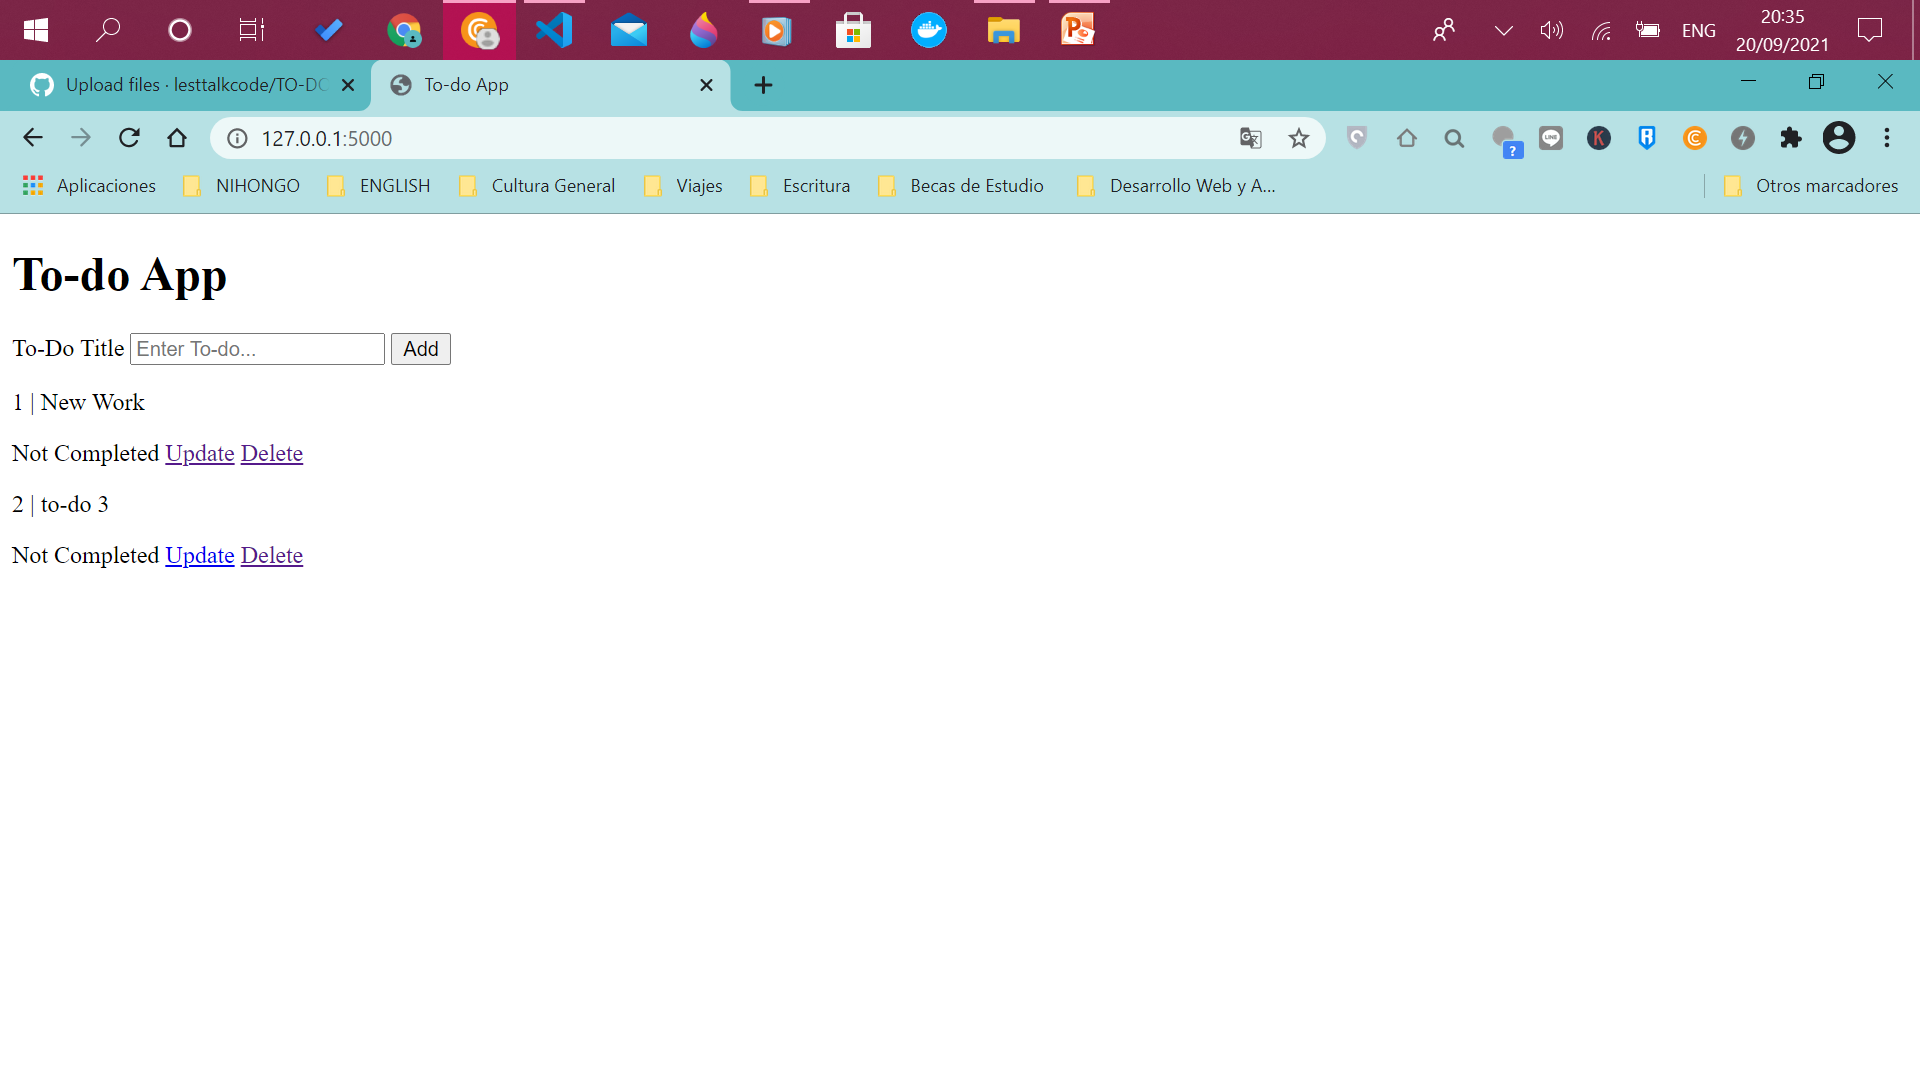 ENG
20:35
20/09/2021
Upload files · lesttalkcode/TO-DO
To-do App
127.0.0.1:5000
?
LINE
K
Aplicaciones
NIHONGO
ENGLISH
Cultura General
Viajes
Escritura
Becas de Estudio
Desarrollo Web y A...
Otros marcadores
To-do App
To-Do Title Enter To-do... Add
1 | New Work
Not Completed Update Delete
2 | to-do 3
Not Completed Update Delete